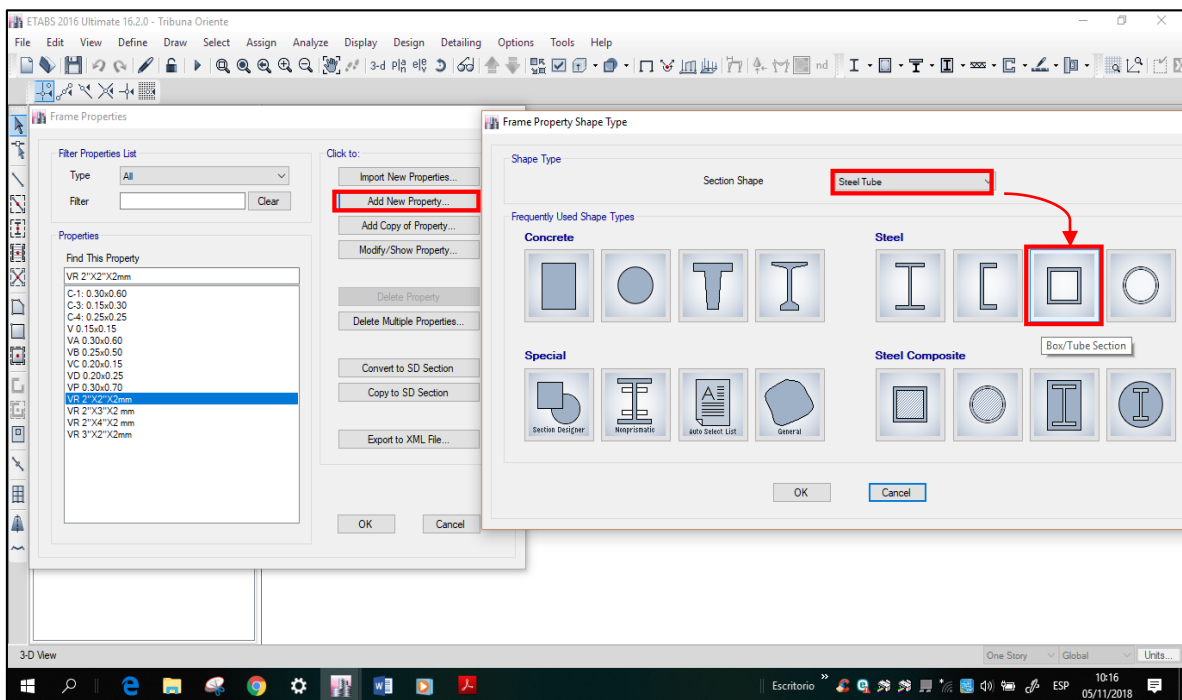 ETABS 2016 Ultimate 16.2.0 - Tribuna Oriente
File Edit View Define Draw Select Assign Analyze Display Design Detailing Options Tools Help
3-d
nd
Frame Properties
Filter Properties List
Type All
Filter Clear
Properties
Find This Property
VR 2"X2"X2mm
C-1: 0.30x0.60
C-3: 0.15x0.30
C-4: 0.25x0.25
V 0.15x0.15
VA 0.30x0.60
VB 0.25x0.50
VC 0.20x0.15
VD 0.20x0.25
VP 0.30x0.70
VR 2"X2"X2mm
VR 2"X3"X2 mm
VR 2"X4"X2 mm
VR 3"X2"X2mm
Click to:
Import New Properties...
Add New Property...
Add Copy of Property...
Modify/Show Property...
Delete Property
Delete Multiple Properties...
Convert to SD Section
Copy to SD Section
Export to XML File...
OK Cancel
Frame Property Shape Type
Shape Type
Section Shape Steel Tube
Frequently Used Shape Types
Concrete
Steel
Box/Tube Section
Special
Section Designer Nonprismatic Auto Select List General
Steel Composite
OK Cancel
3-D View One Story Global Units...
Escritorio ESP 10:16
05/11/2018